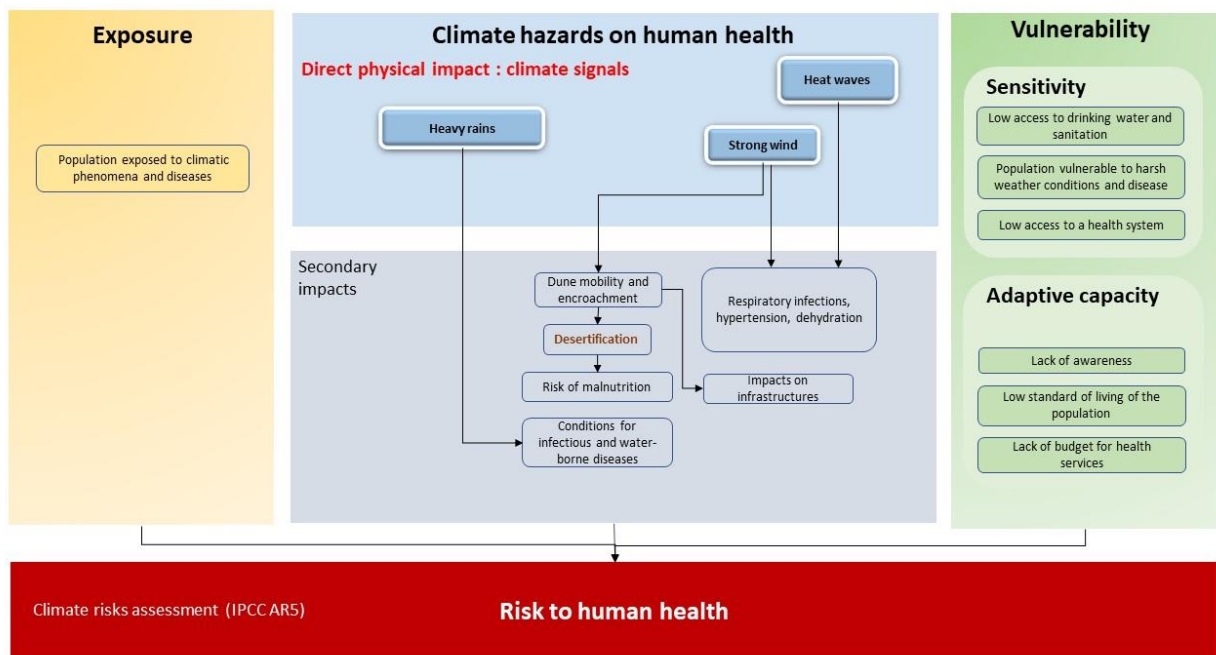 Exposure
Population exposed to climatic
phenomena and diseases
Climate hazards on human health
Direct physical impact : climate signals
Heat waves
Heavy rains
Strong wind
Secondary
impacts
Dune mobility and
encroachment
Respiratory infections,
hypertension, dehydration
Desertification
Risk of malnutrition
Impacts on
infrastructures
Conditions for
infectious and water-
borne diseases
Vulnerability
Sensitivity
Low access to drinking water and
sanitation
Population vulnerable to harsh
weather conditions and disease
Low access to a health system
Adaptive capacity
Lack of awareness
Low standard of living of the
population
Lack of budget for health
services
Climate risks assessment (IPCC AR5)
Risk to human health